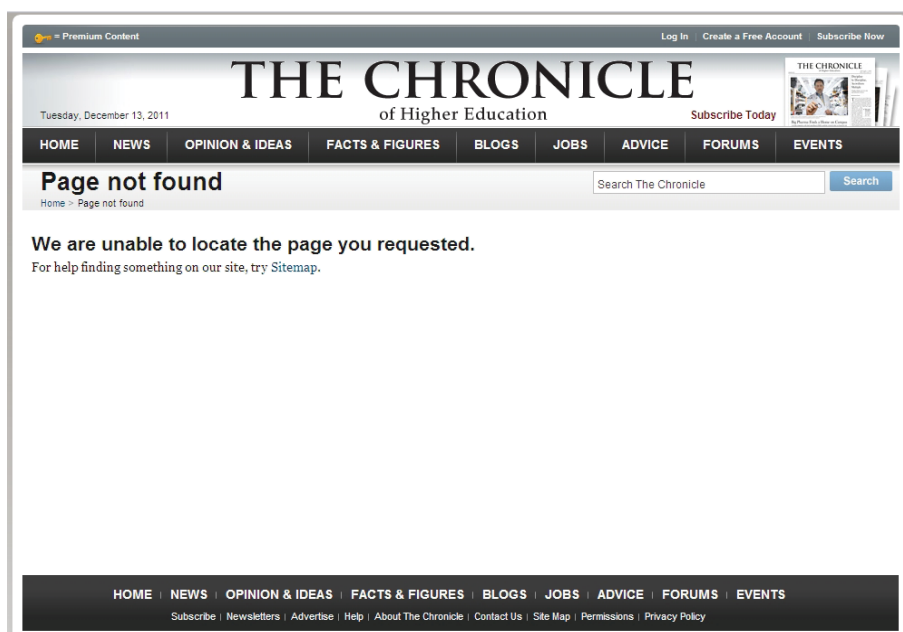 = Premium Content
Log In | Create a Free Account | Subscribe Now
THE CHRONICLE
of Higher Education
Tuesday, December 13, 2011
Subscribe Today
THE CHRONICLE
HOME NEWS OPINION & IDEAS FACTS & FIGURES BLOGS JOBS ADVICE FORUMS EVENTS
Page not found
Search The Chronicle
Search
Home > Page not found
We are unable to locate the page you requested.
For help finding something on our site, try Sitemap.
HOME | NEWS | OPINION & IDEAS | FACTS & FIGURES | BLOGS | JOBS | ADVICE | FORUMS | EVENTS
Subscribe | Newsletters | Advertise | Help | About The Chronicle | Contact Us | Site Map | Permissions | Privacy Policy